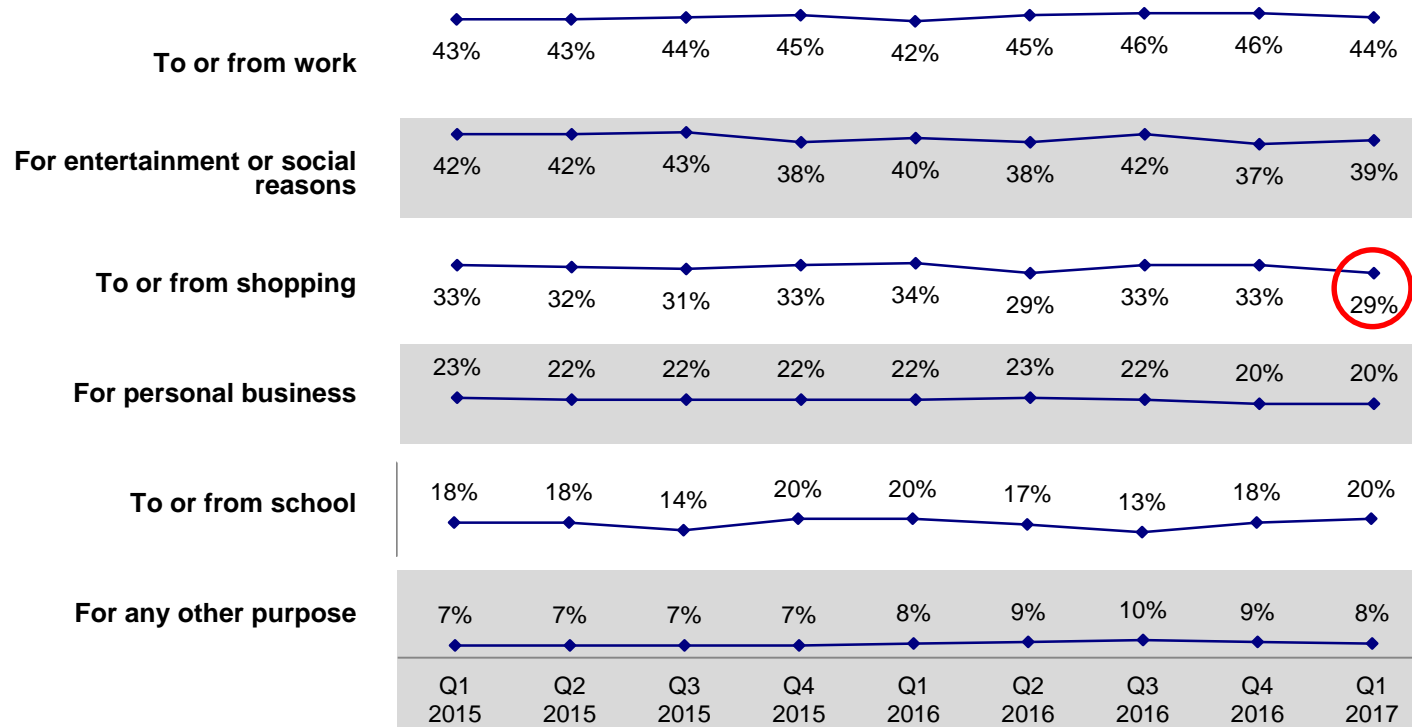 43% 43% 44% 45% 42% 45% 46% 46% 44%
To or from work
42% 42% 43% 38% 40% 38% 42% 37% 39%
For entertainment or social
reasons
To or from shopping
33% 32% 31% 33% 34% 29% 33% 33% 29%
23% 22% 22% 22% 22% 23% 22% 20% 20%
For personal business
18% 18% 14% 20% 20% 17% 13% 18% 20%
To or from school
7% 7% 7% 7% 8% 9% 10% 9% 8%
For any other purpose
Q1 Q2 Q3 Q4 Q1 Q2 Q3 Q4 Q1
2015 2015 2015 2015 2016 2016 2016 2016 2017